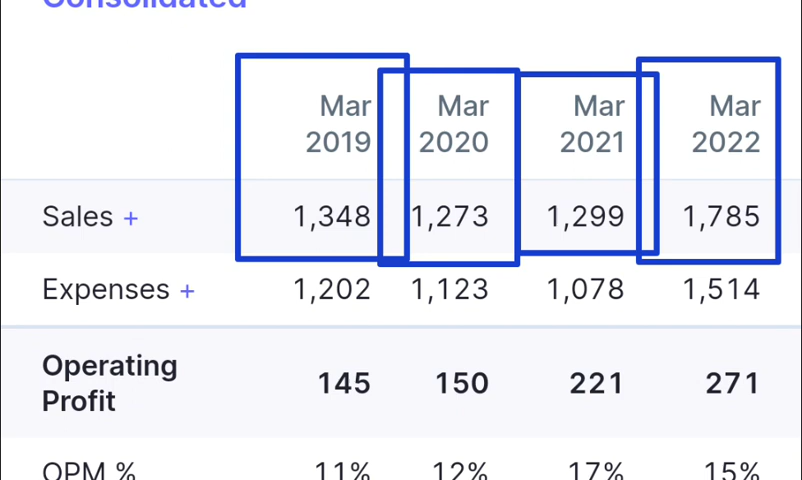 Consolidated
Mar 2019 Mar 2020 Mar 2021 Mar 2022
Sales + 1,348 1,273 1,299 1,785
Expenses + 1,202 1,123 1,078 1,514
Operating Profit 145 150 221 271
OPM % 11% 12% 17% 15%